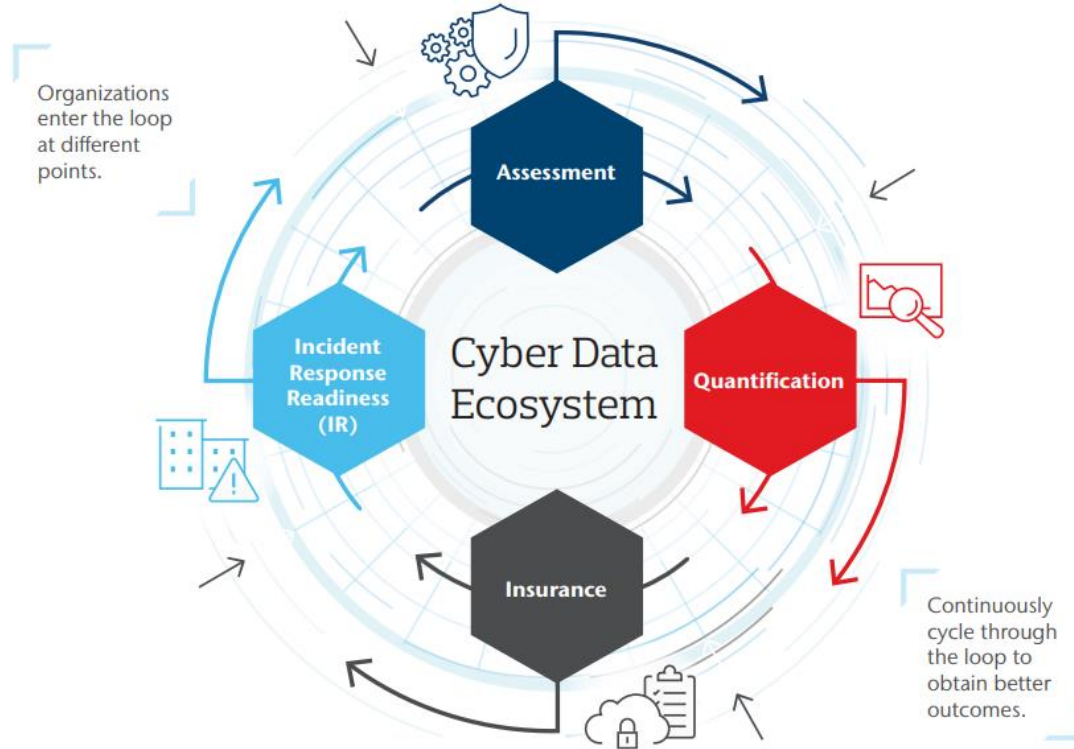 Organizations
enter the loop
at different
points.
Assessment
Cyber Data
Ecosystem
Incident
Response
Readiness
(IR)
Quantification
Insurance
Continuously
cycle through
the loop to
obtain better
outcomes.